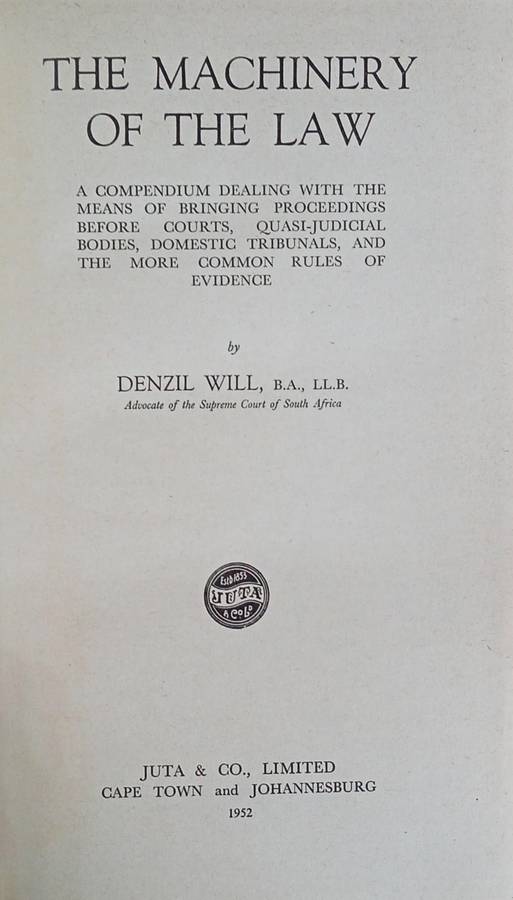 THE MACHINERY
OF THE LAW
A COMPENDIUM DEALING WITH THE
MEANS OF BRINGING PROCEEDINGS
BEFORE COURTS, QUASI-JUDICIAL
BODIES, DOMESTIC TRIBUNALS, AND
THE MORE COMMON RULES OF
EVIDENCE
by
DENZIL WILL, B.A., LL.B.
Advocate of the Supreme Court of South Africa
Estd 1853
JUTA
& Co Ld
JUTA & CO., LIMITED
CAPE TOWN and JOHANNESBURG
1952